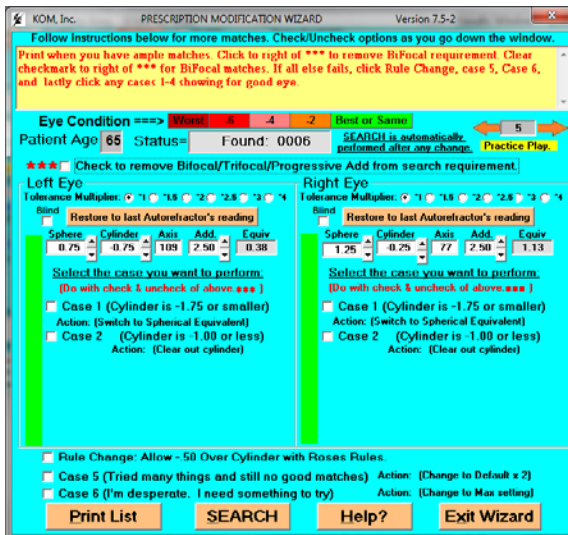 KOM, Inc. PRESCRIPTION MODIFICATION WIZARD Version 7.5-2
Follow Instructions below for more matches. Check/Uncheck options as you go down the window.
Print when you have ample matches. Click to right of *** to remove BiFocal requirement. Clear
checkmark to right of *** for BiFocal matches. If all else fails, click Rule Change, case 5, Case 6,
and lastly click any cases 1-4 showing for good eye.
Eye Condition ===> Worst -6 -4 -2 Best or Same
5
Patient Age 65 Status= Found: 0006 SEARCH is automatically
performed after any change. Practice Play.
*** Check to remove Bifocal/Trifocal/Progressive Add from search requirement.
Left Eye
Tolerance Multiplier: *1 *1.5 *2 *2.5 *3 *4
Blind
Restore to last Autorefractor's reading
Sphere Cylinder Axis Add. Equiv
0.75 -0.75 109 2.50 0.38
Select the case you want to perform:
(Do with check & uncheck of above.*** )
Case 1 (Cylinder is -1.75 or smaller)
Action: (Switch to Spherical Equivalent)
Case 2 (Cylinder is -1.00 or less)
Action: (Clear out cylinder)
Right Eye
Tolerance Multiplier: *1 *1.5 *2 *2.5 *3 *4
Blind
Restore to last Autorefractor's reading
Sphere Cylinder Axis Add. Equiv
1.25 -0.25 77 2.50 1.13
Select the case you want to perform:
(Do with check & uncheck of above.*** )
Case 1 (Cylinder is -1.75 or smaller)
Action: (Switch to Spherical Equivalent)
Case 2 (Cylinder is -1.00 or less)
Action: (Clear out cylinder)
Rule Change: Allow -.50 Over Cylinder with Roses Rules.
Case 5 (Tried many things and still no good matches) Action: (Change to Default x 2)
Case 6 (I'm desperate. I need something to try) Action: (Change to Max setting)
Print List SEARCH Help? Exit Wizard